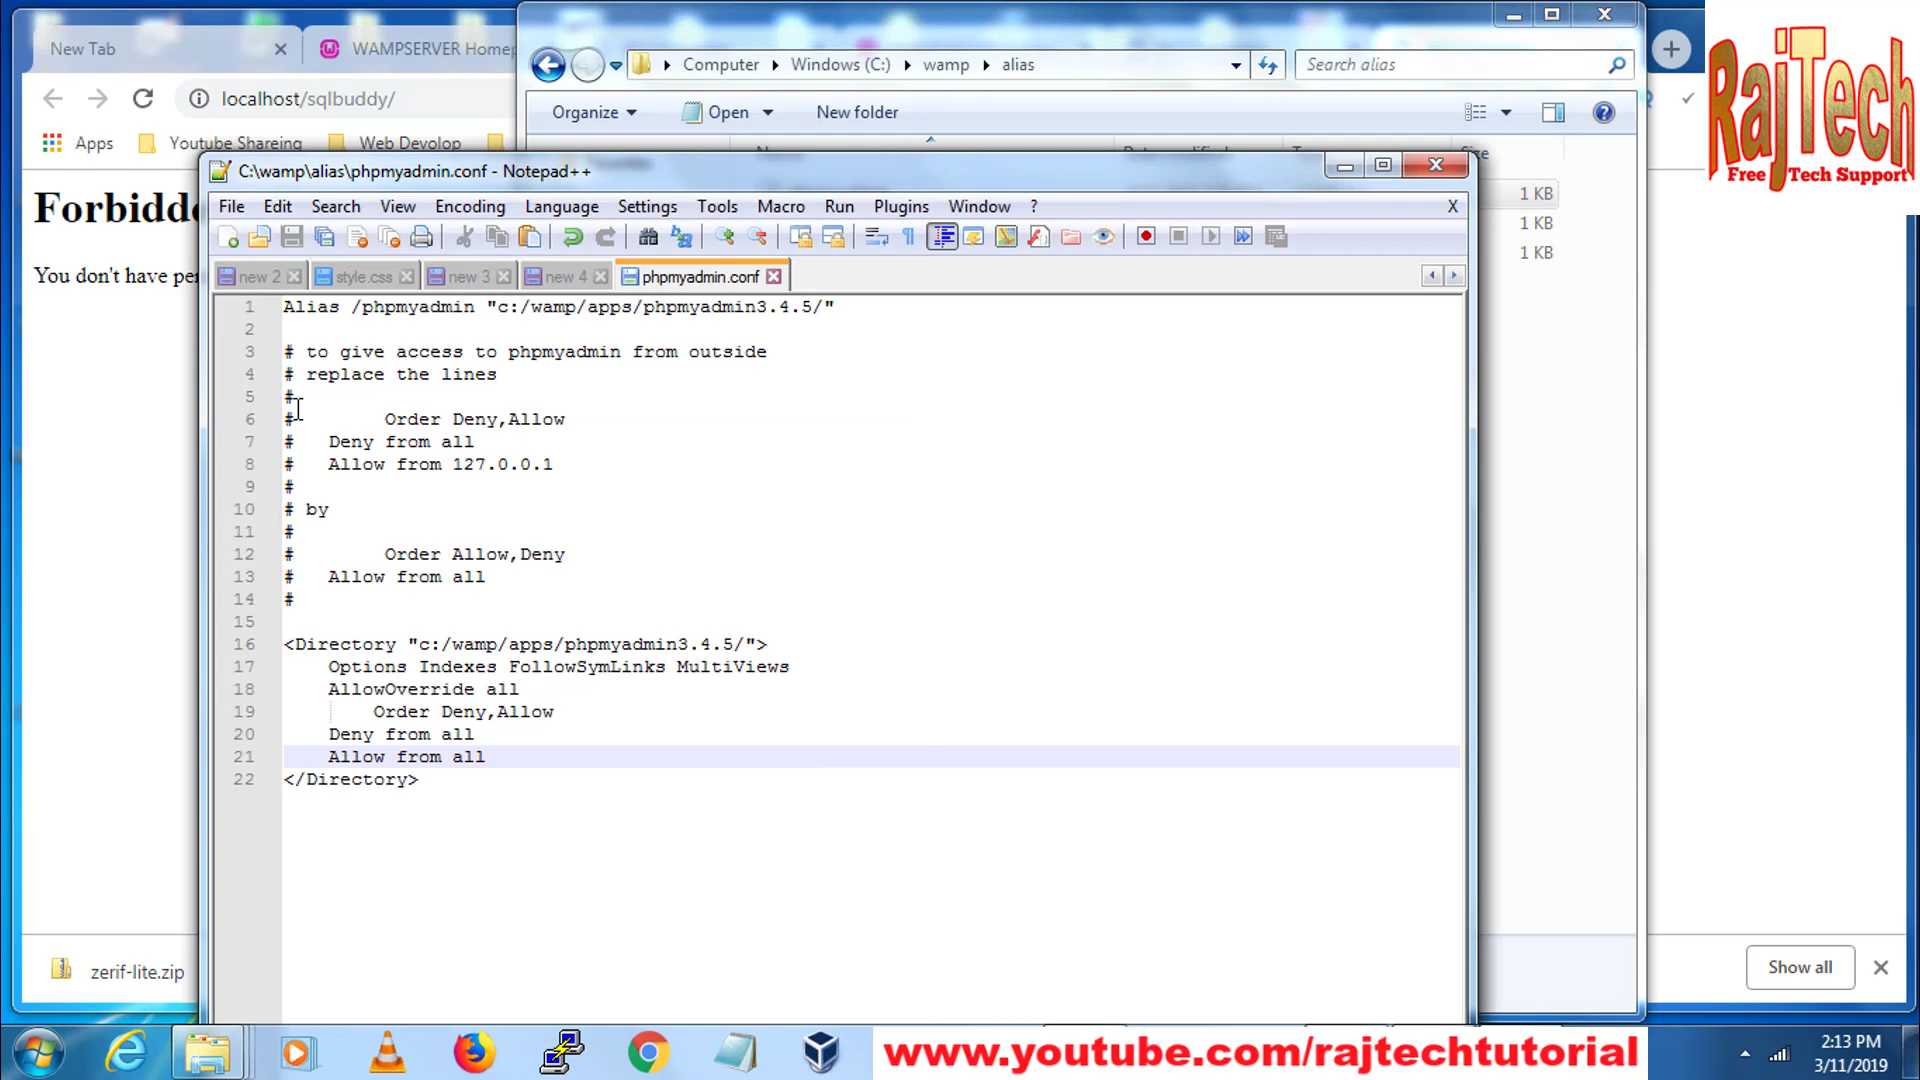 New Tab
WAMPSERVER Homep
Computer
Windows (C:)
wamp
alias
Search alias
localhost/sqlbuddy/
Organize
Open
New folder
Apps
Youtube Shareing
Web Devolop
Size
RajTech
Free Tech Support
C:\wamp\alias\phpmyadmin.conf - Notepad++
1 KB
1 KB
1 KB
Forbidd
You don't have per
File Edit Search View Encoding Language Settings Tools Macro Run Plugins Window ?
X
new 2
style.css
new 3
new 4
phpmyadmin.conf
1 Alias /phpmyadmin "c:/wamp/apps/phpmyadmin3.4.5/"
2
3 # to give access to phpmyadmin from outside
4 # replace the lines
5 #
6 # Order Deny,Allow
7 # Deny from all
8 # Allow from 127.0.0.1
9 #
10 # by
11 #
12 # Order Allow,Deny
13 # Allow from all
14 #
15
16 <Directory "c:/wamp/apps/phpmyadmin3.4.5/">
17 Options Indexes FollowSymLinks MultiViews
18 AllowOverride all
19 Order Deny,Allow
20 Deny from all
21 Allow from all
22 </Directory>
zerif-lite.zip
Show all
www.youtube.com/rajtechtutorial
2:13 PM
3/11/2019